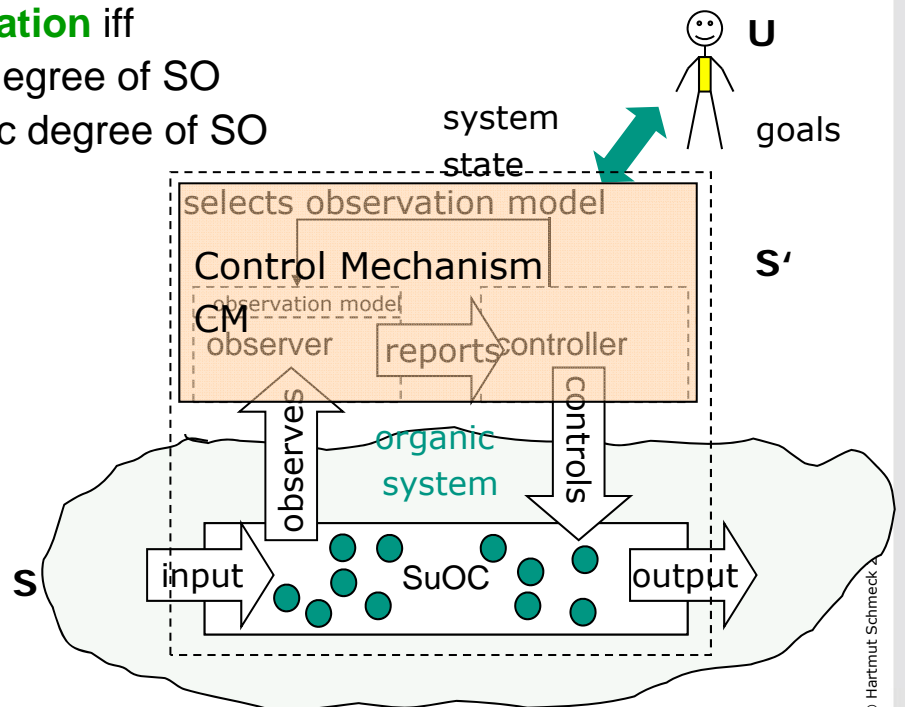 ation iff
egree of SO
c degree of SO
U
system
state
goals
selects observation model
Control Mechanism
CM
S‘
observation model
observer
reports
controller
observes
organic
system
controls
S
input
SuOC
output
Hartmut Schmeck